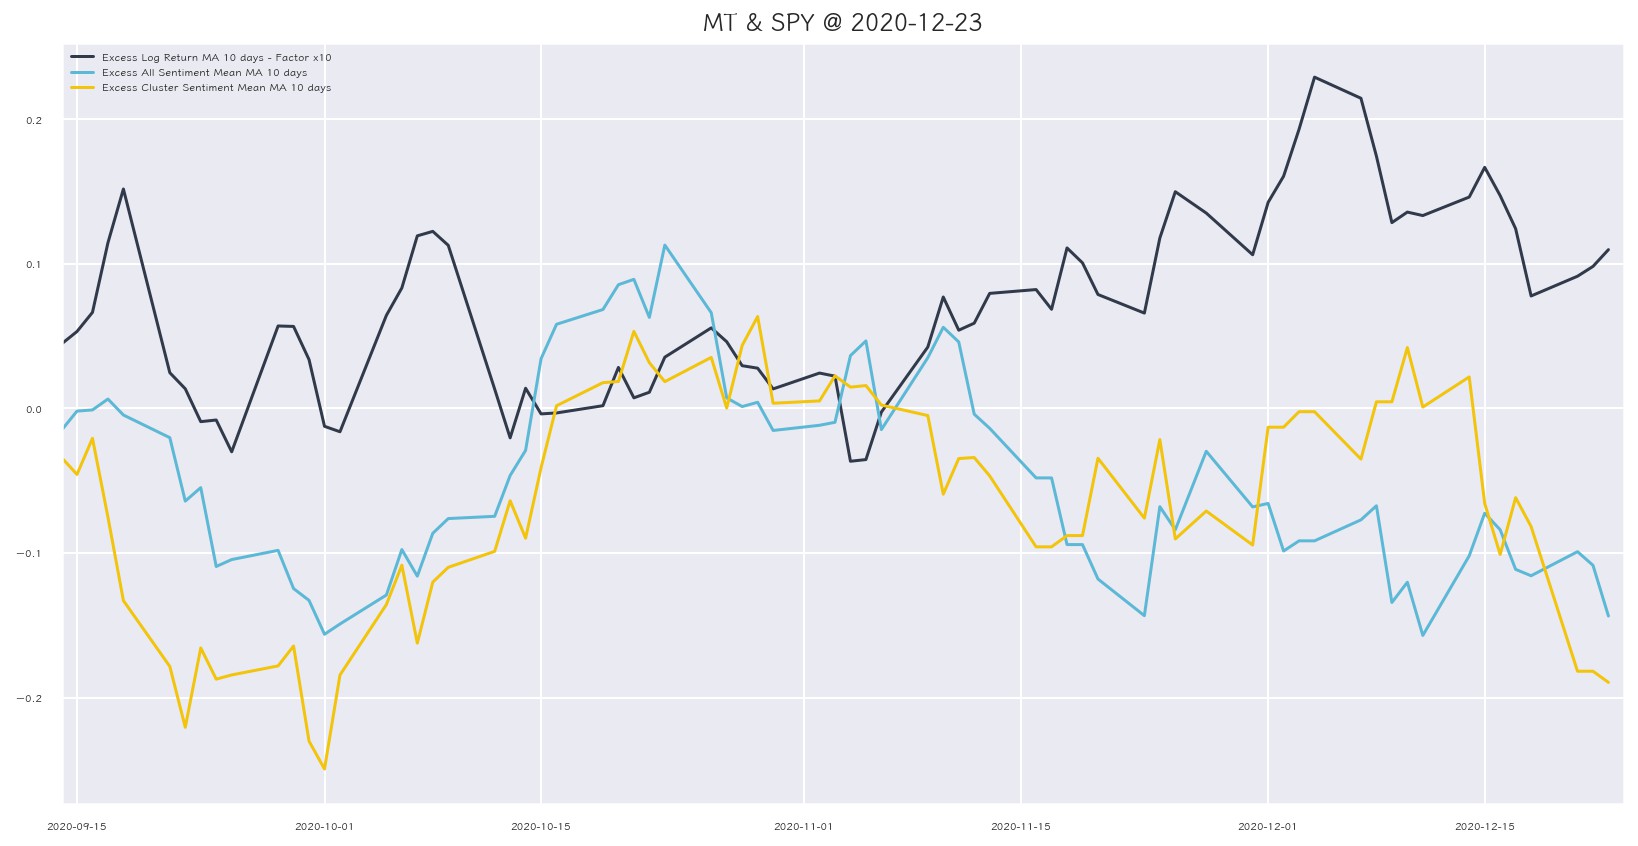 MT & SPY @ 2020-12-23
Excess Log Return MA 10 days - Factor x10
Excess All Sentiment Mean MA 10 days
Excess Cluster Sentiment Mean MA 10 days
0.2
0.1
0.0
−0.1
−0.2
2020-09-15 2020-10-01 2020-10-15 2020-11-01 2020-11-15 2020-12-01 2020-12-15